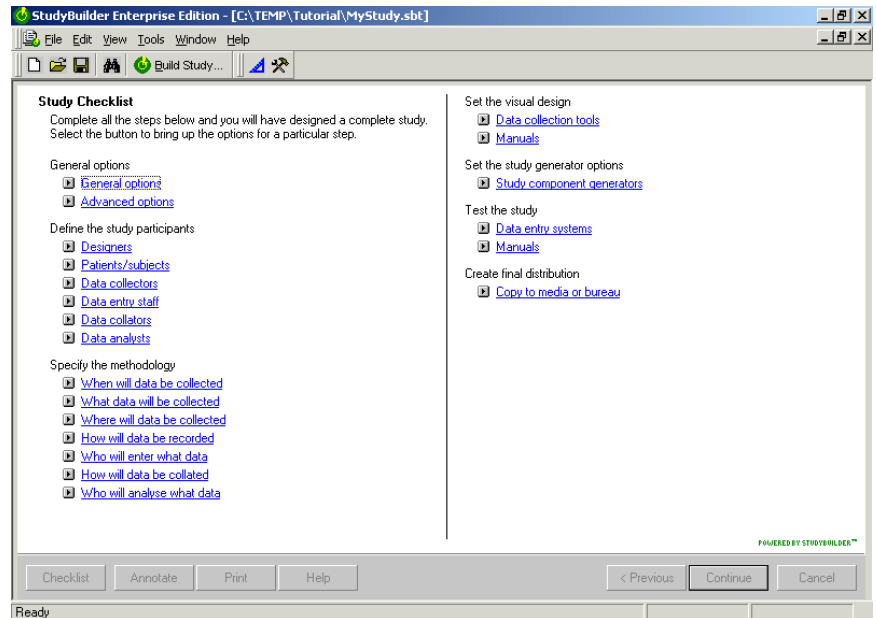 StudyBuilder Enterprise Edition - [C:\TEMP\Tutorial\MyStudy.sbt]
File Edit View Tools Window Help
Build Study...
Study Checklist
Complete all the steps below and you will have designed a complete study.
Select the button to bring up the options for a particular step.
General options
General options
Advanced options
Define the study participants
Designers
Patients/subjects
Data collectors
Data entry staff
Data collators
Data analysts
Specify the methodology
When will data be collected
What data will be collected
Where will data be collected
How will data be recorded
Who will enter what data
How will data be collated
Who will analyse what data
Set the visual design
Data collection tools
Manuals
Set the study generator options
Study component generators
Test the study
Data entry systems
Manuals
Create final distribution
Copy to media or bureau
POWERED BY STUDYBUILDER™
Checklist Annotate Print Help < Previous Continue Cancel
Ready